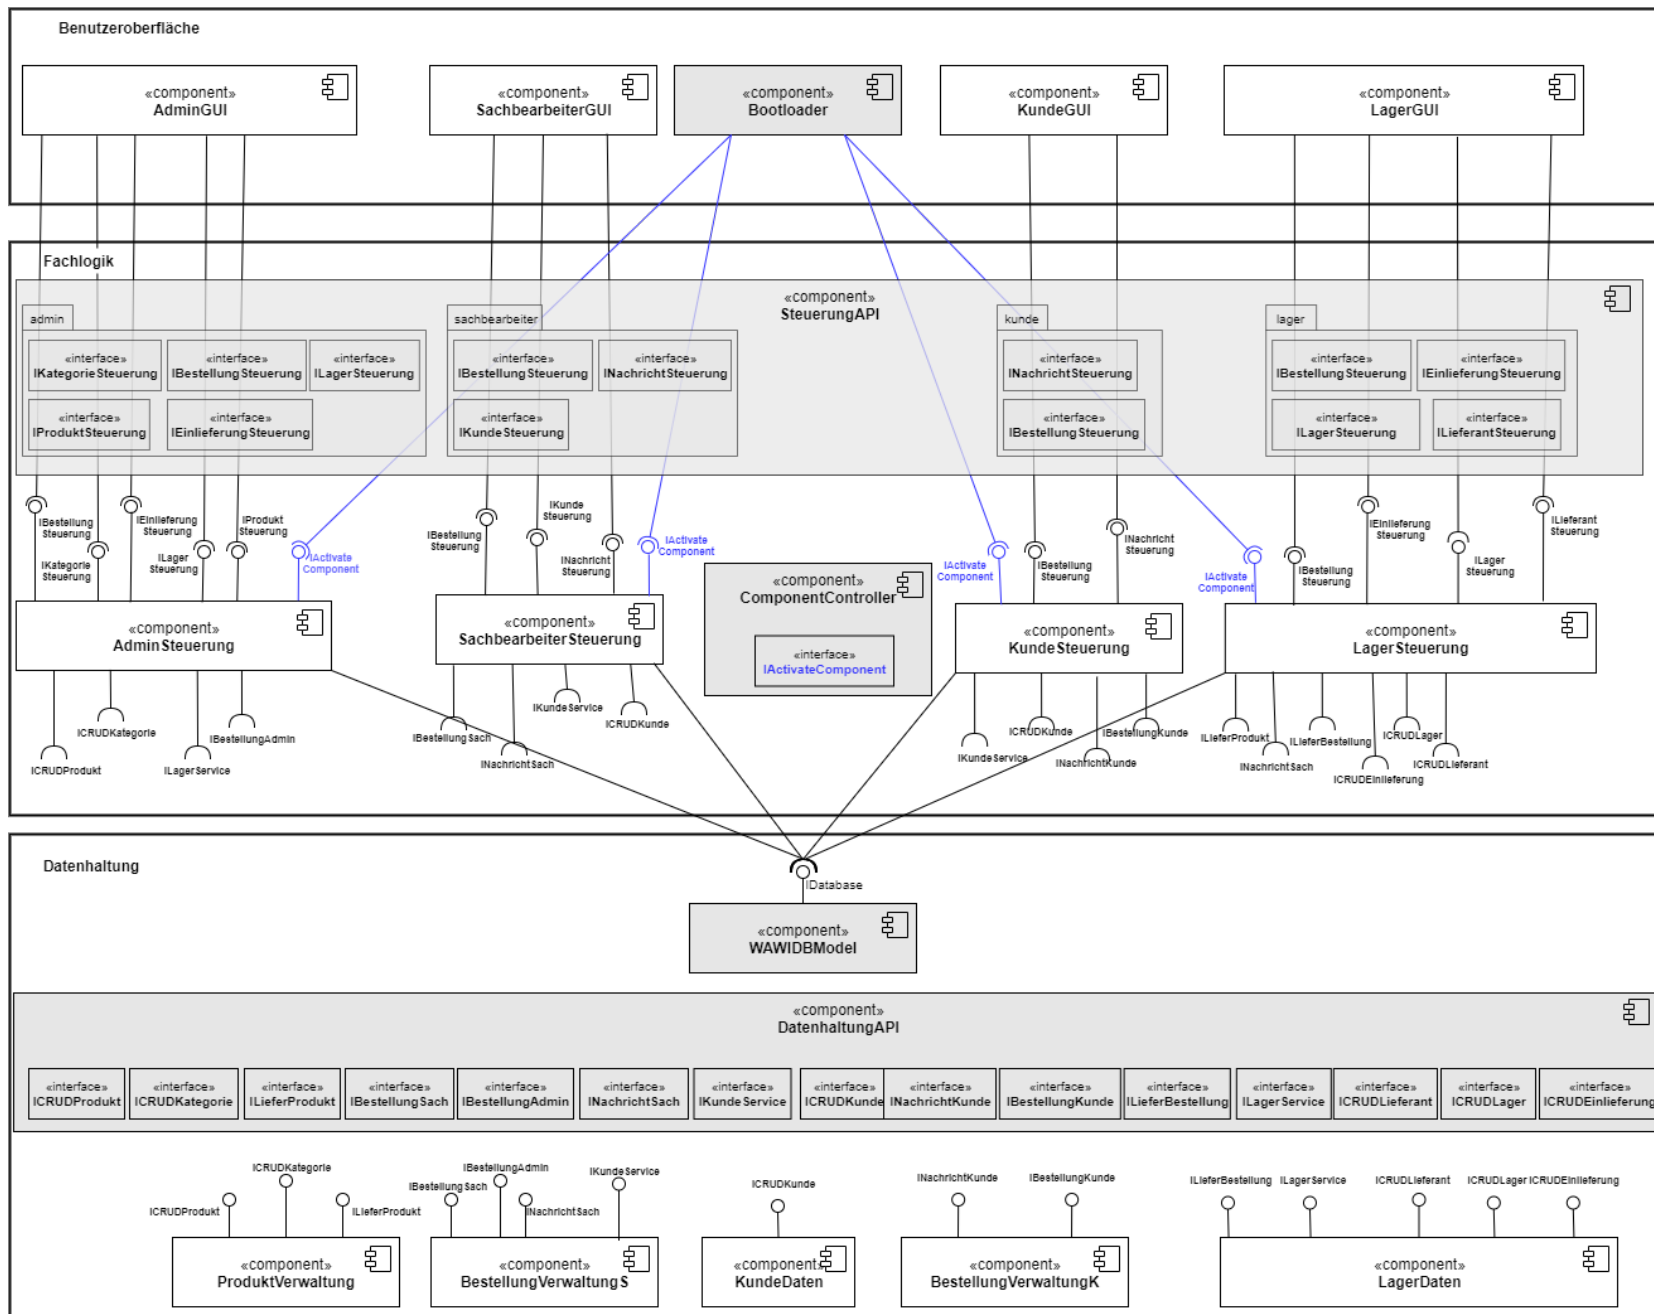 Benutzeroberfläche
«component»
AdminGUI
«component»
SachbearbeiterGUI
«component»
Bootloader
«component»
KundeGUI
«component»
LagerGUI
Fachlogik
«component»
SteuerungAPI
admin
«interface»
IKategorieSteuerung
«interface»
IBestellungSteuerung
«interface»
ILagerSteuerung
«interface»
IProduktSteuerung
«interface»
IEinlieferungSteuerung
sachbearbeiter
«interface»
IBestellungSteuerung
«interface»
INachrichtSteuerung
«interface»
IKundeSteuerung
kunde
«interface»
INachrichtSteuerung
«interface»
IBestellungSteuerung
lager
«interface»
IBestellungSteuerung
«interface»
IEinlieferungSteuerung
«interface»
ILagerSteuerung
«interface»
ILieferantSteuerung
IBestellung
Steuerung
IKategorie
Steuerung
IEinlieferung
Steuerung
ILager
Steuerung
IProdukt
Steuerung
IActivate
Component
IBestellung
Steuerung
IKunde
Steuerung
INachricht
Steuerung
IActivate
Component
IActivate
Component
IBestellung
Steuerung
INachricht
Steuerung
IActivate
Component
IBestellung
Steuerung
IEinlieferung
Steuerung
ILager
Steuerung
ILieferant
Steuerung
«component»
AdminSteuerung
«component»
SachbearbeiterSteuerung
«component»
ComponentController
«interface»
IActivateComponent
«component»
KundeSteuerung
«component»
LagerSteuerung
ICRUDProdukt
ICRUDKategorie
ILagerService
IBestellungAdmin
IBestellungSach
INachrichtSach
IKundeService
ICRUDKunde
IKundeService
ICRUDKunde
INachrichtKunde
IBestellungKunde
ILieferProdukt
INachrichtSach
ILieferBestellung
ICRUDEinlieferung
ICRUDLager
ICRUDLieferant
Datenhaltung
IDatabase
«component»
WAWIDBModel
«component»
DatenhaltungAPI
«interface»
ICRUDProdukt
«interface»
ICRUDKategorie
«interface»
ILieferProdukt
«interface»
IBestellungSach
«interface»
IBestellungAdmin
«interface»
INachrichtSach
«interface»
IKundeService
«interface»
ICRUDKunde
«interface»
INachrichtKunde
«interface»
IBestellungKunde
«interface»
ILieferBestellung
«interface»
ILagerService
«interface»
ICRUDLieferant
«interface»
ICRUDLager
«interface»
ICRUDEinlieferung
ICRUDProdukt
ICRUDKategorie
ILieferProdukt
IBestellungSach
IBestellungAdmin
INachrichtSach
IKundeService
ICRUDKunde
INachrichtKunde
IBestellungKunde
ILieferBestellung
ILagerService
ICRUDLieferant
ICRUDLager
ICRUDEinlieferung
«component»
ProduktVerwaltung
«component»
BestellungVerwaltungS
«component»
KundeDaten
«component»
BestellungVerwaltungK
«component»
LagerDaten